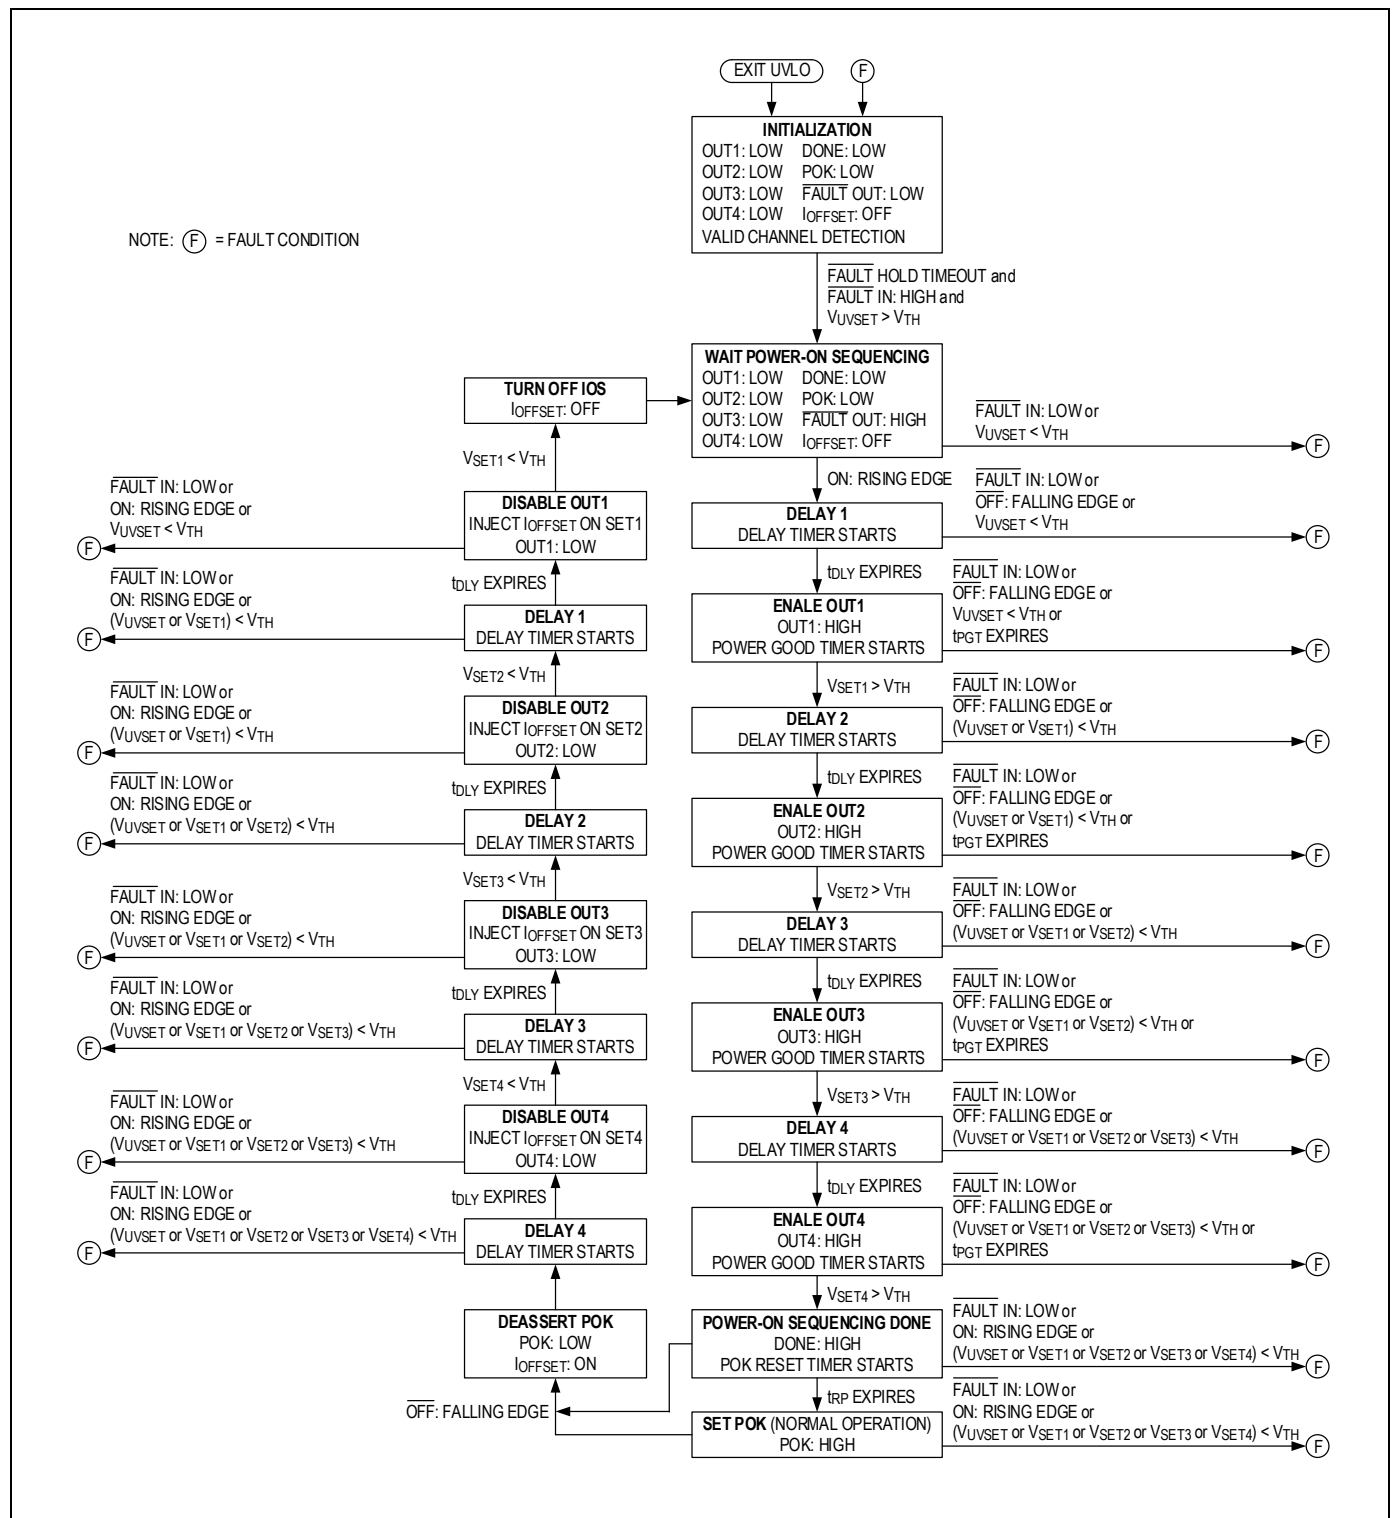 EXIT UVLO
F
INITIALIZATION
OUT1: LOW DONE: LOW
OUT2: LOW POK: LOW
OUT3: LOW FAULT OUT: LOW
OUT4: LOW IOFFSET: OFF
VALID CHANNEL DETECTION
NOTE: F = FAULT CONDITION
FAULT HOLD TIMEOUT and
FAULT IN: HIGH and
VUVSET > VTH
WAIT POWER-ON SEQUENCING
OUT1: LOW DONE: LOW
OUT2: LOW POK: LOW
OUT3: LOW FAULT OUT: HIGH
OUT4: LOW IOFFSET: OFF
FAULT IN: LOW or
VUVSET < VTH
F
ON: RISING EDGE
DELAY 1
DELAY TIMER STARTS
FAULT IN: LOW or
OFF: FALLING EDGE or
VUVSET < VTH
F
tDLY EXPIRES
ENALE OUT1
OUT1: HIGH
POWER GOOD TIMER STARTS
FAULT IN: LOW or
OFF: FALLING EDGE or
VUVSET < VTH or
tPGT EXPIRES
F
VSET1 > VTH
DELAY 2
DELAY TIMER STARTS
FAULT IN: LOW or
OFF: FALLING EDGE or
(VUVSET or VSET1) < VTH
F
tDLY EXPIRES
ENALE OUT2
OUT2: HIGH
POWER GOOD TIMER STARTS
FAULT IN: LOW or
OFF: FALLING EDGE or
(VUVSET or VSET1) < VTH or
tPGT EXPIRES
F
VSET2 > VTH
DELAY 3
DELAY TIMER STARTS
FAULT IN: LOW or
OFF: FALLING EDGE or
(VUVSET or VSET1 or VSET2) < VTH
F
tDLY EXPIRES
ENALE OUT3
OUT3: HIGH
POWER GOOD TIMER STARTS
FAULT IN: LOW or
OFF: FALLING EDGE or
(VUVSET or VSET1 or VSET2) < VTH or
tPGT EXPIRES
F
VSET3 > VTH
DELAY 4
DELAY TIMER STARTS
FAULT IN: LOW or
OFF: FALLING EDGE or
(VUVSET or VSET1 or VSET2 or VSET3) < VTH
F
tDLY EXPIRES
ENALE OUT4
OUT4: HIGH
POWER GOOD TIMER STARTS
FAULT IN: LOW or
OFF: FALLING EDGE or
(VUVSET or VSET1 or VSET2 or VSET3) < VTH or
tPGT EXPIRES
F
VSET4 > VTH
POWER-ON SEQUENCING DONE
DONE: HIGH
POK RESET TIMER STARTS
FAULT IN: LOW or
ON: RISING EDGE or
(VUVSET or VSET1 or VSET2 or VSET3 or VSET4) < VTH
F
tRP EXPIRES
SET POK (NORMAL OPERATION)
POK: HIGH
FAULT IN: LOW or
ON: RISING EDGE or
(VUVSET or VSET1 or VSET2 or VSET3 or VSET4) < VTH
F
OFF: FALLING EDGE
DEASSERT POK
POK: LOW
IOFFSET: ON
DELAY 4
DELAY TIMER STARTS
FAULT IN: LOW or
ON: RISING EDGE or
(VUVSET or VSET1 or VSET2 or VSET3 or VSET4) < VTH
F
tDLY EXPIRES
DISABLE OUT4
INJECT IOFFSET ON SET4
OUT4: LOW
FAULT IN: LOW or
ON: RISING EDGE or
(VUVSET or VSET1 or VSET2 or VSET3) < VTH
F
VSET4 < VTH
DELAY 3
DELAY TIMER STARTS
FAULT IN: LOW or
ON: RISING EDGE or
(VUVSET or VSET1 or VSET2 or VSET3) < VTH
F
tDLY EXPIRES
DISABLE OUT3
INJECT IOFFSET ON SET3
OUT3: LOW
FAULT IN: LOW or
ON: RISING EDGE or
(VUVSET or VSET1 or VSET2) < VTH
F
VSET3 < VTH
DELAY 2
DELAY TIMER STARTS
FAULT IN: LOW or
ON: RISING EDGE or
(VUVSET or VSET1 or VSET2) < VTH
F
tDLY EXPIRES
DISABLE OUT2
INJECT IOFFSET ON SET2
OUT2: LOW
FAULT IN: LOW or
ON: RISING EDGE or
(VUVSET or VSET1) < VTH
F
VSET2 < VTH
DELAY 1
DELAY TIMER STARTS
FAULT IN: LOW or
ON: RISING EDGE or
(VUVSET or VSET1) < VTH
F
tDLY EXPIRES
DISABLE OUT1
INJECT IOFFSET ON SET1
OUT1: LOW
FAULT IN: LOW or
ON: RISING EDGE or
VUVSET < VTH
F
VSET1 < VTH
TURN OFF IOS
IOFFSET: OFF